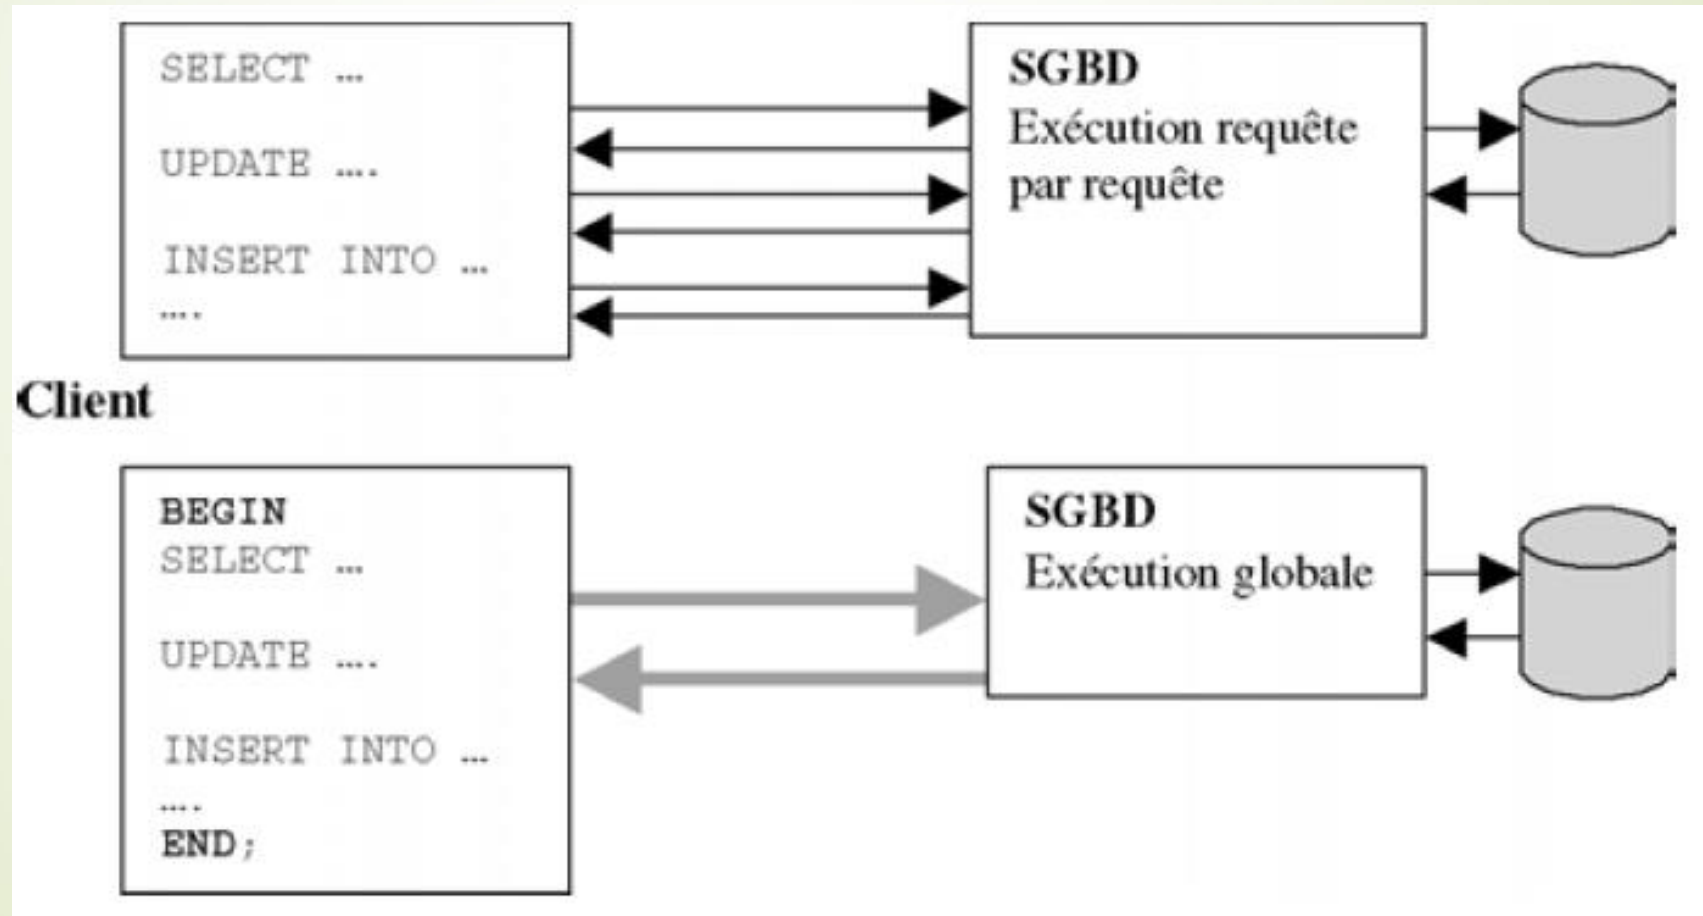 SELECT …
UPDATE ….
INSERT INTO …
….
SGBD
Exécution requête
par requête
Client
BEGIN
SELECT …
UPDATE ….
INSERT INTO …
….
END;
SGBD
Exécution globale